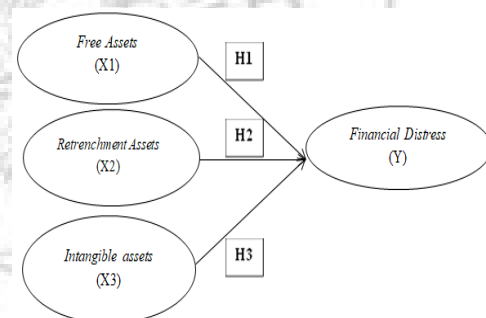 Free Assets
(X1)
H1
Retrenchment Assets
(X2)
H2
Financial Distress
(Y)
Intangible assets
(X3)
H3